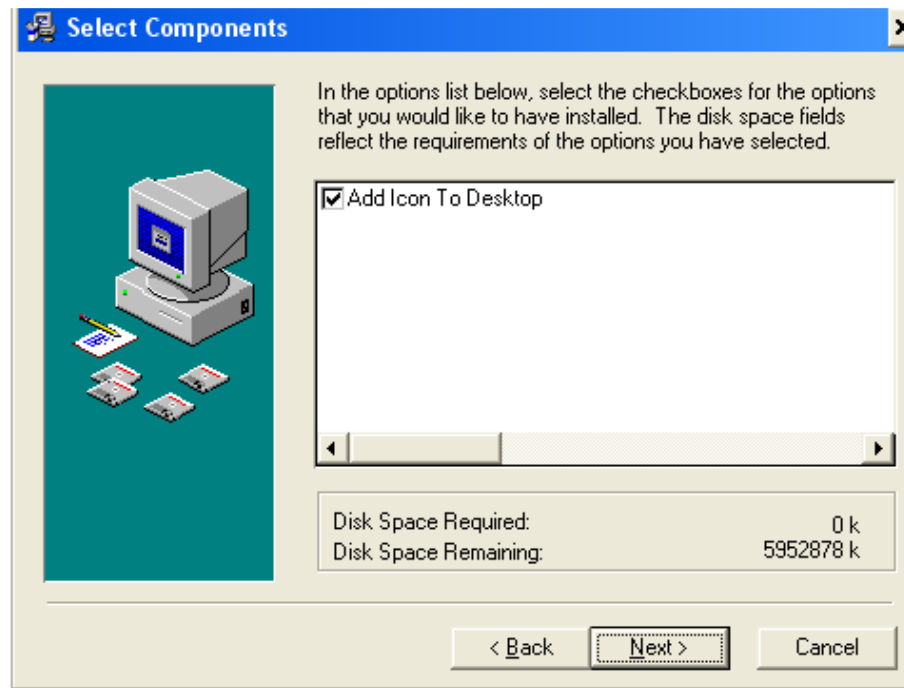 Select Components
In the options list below, select the checkboxes for the options
that you would like to have installed. The disk space fields
reflect the requirements of the options you have selected.
Add Icon To Desktop
Disk Space Required: 0 k
Disk Space Remaining: 5952878 k
< Back Next > Cancel